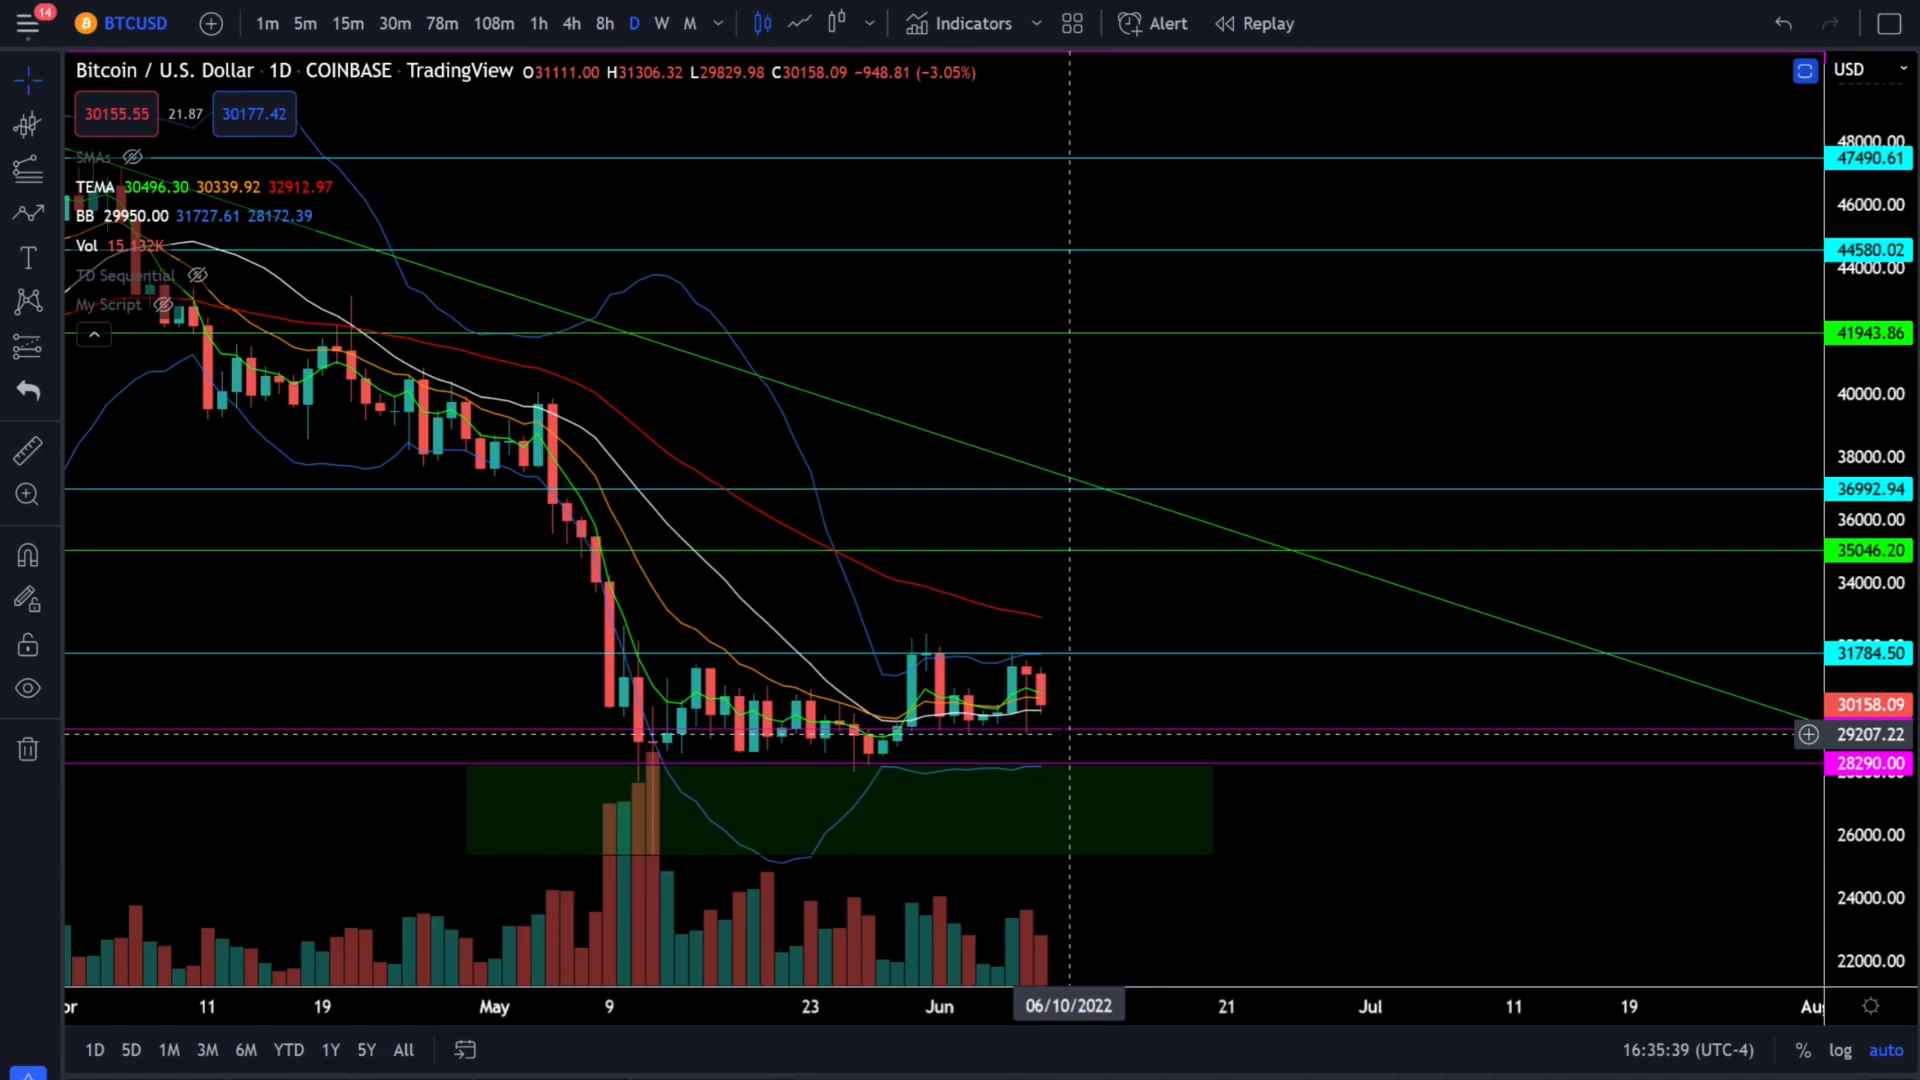 14
BTCUSD 1m 5m 15m 30m 78m 108m 1h 4h 8h D W M Indicators Alert Replay
Bitcoin / U.S. Dollar · 1D · COINBASE · TradingView O31111.00 H31306.32 L29829.98 C30158.09 −948.81 (−3.05%)
USD
30155.55 21.87 30177.42
SMAs
TEMA 30496.30 30339.92 32912.97
BB 29950.00 31727.61 28172.39
Vol 15.132K
TD Sequential
My Script
48000.00
47490.61
46000.00
44580.02
44000.00
41943.86
40000.00
38000.00
36992.94
36000.00
35046.20
34000.00
31784.50
30158.09
29207.22
28290.00
26000.00
24000.00
22000.00
11 19 May 9 23 Jun 06/10/2022 21 Jul 11 19
1D 5D 1M 3M 6M YTD 1Y 5Y All 16:35:39 (UTC-4) % log auto